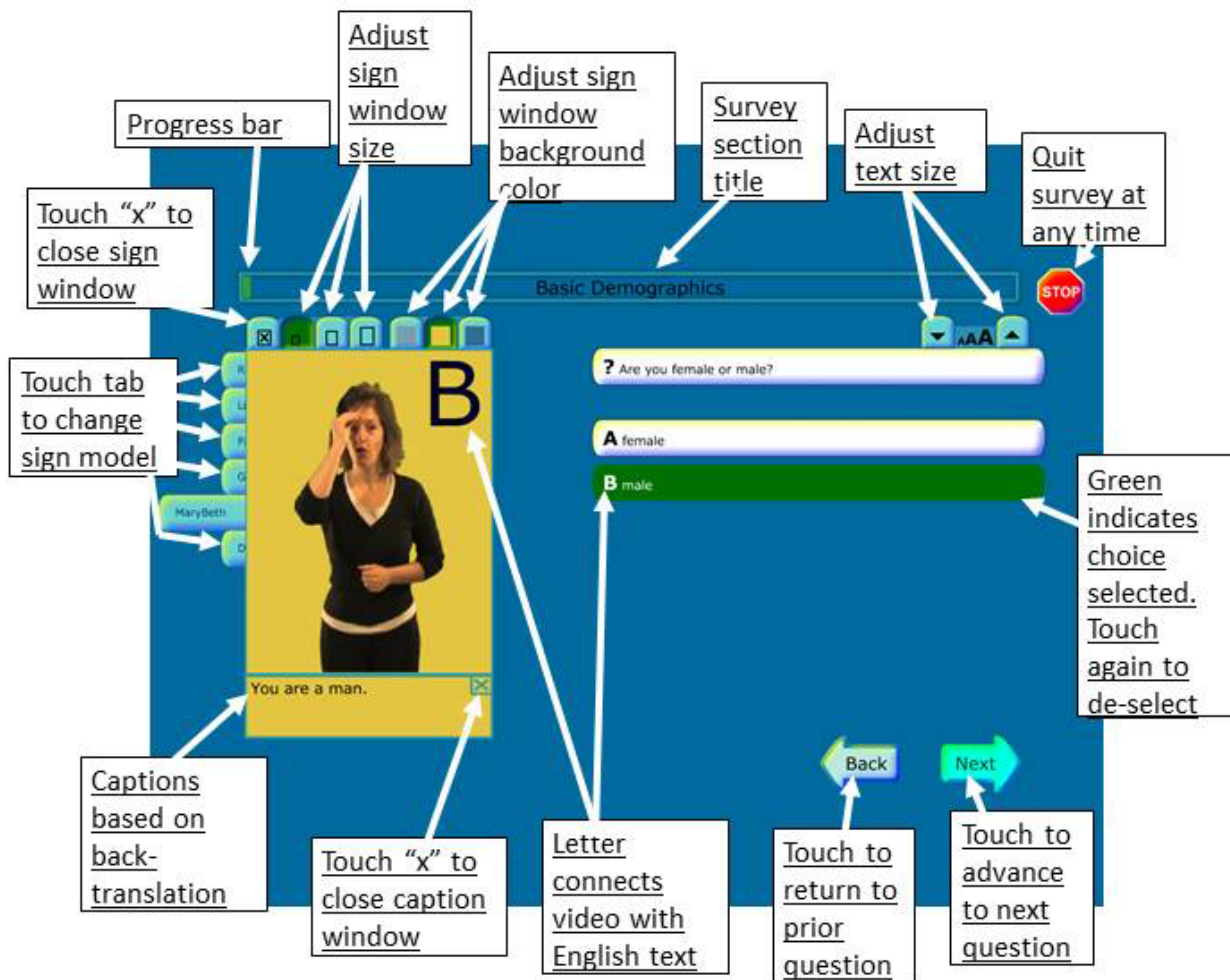 Adjust
sign
window
size
Adjust sign
window
background
color
Progress bar
Survey
section
title
Adjust
text size
Quit
survey at
any time
Touch “x” to
close sign
window
Basic Demographics
STOP
AAA
Touch tab
to change
sign model
R
G
MaryBeth
D
B
? Are you female or male?
A female
B male
Green
indicates
choice
selected.
Touch
again to
de-select
You are a man.
Back
Next
Captions
based on
back-
translation
Touch “x” to
close caption
window
Letter
connects
video with
English text
Touch to
return to
prior
question
Touch to
advance
to next
question